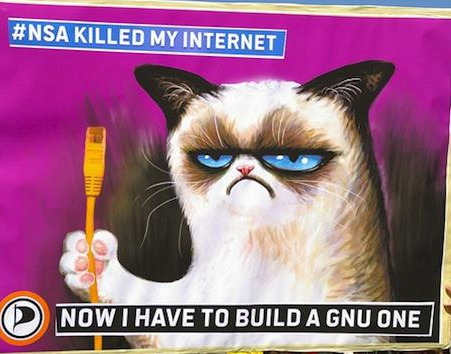 #NSA KILLED MY INTERNET
NOW I HAVE TO BUILD A GNU ONE